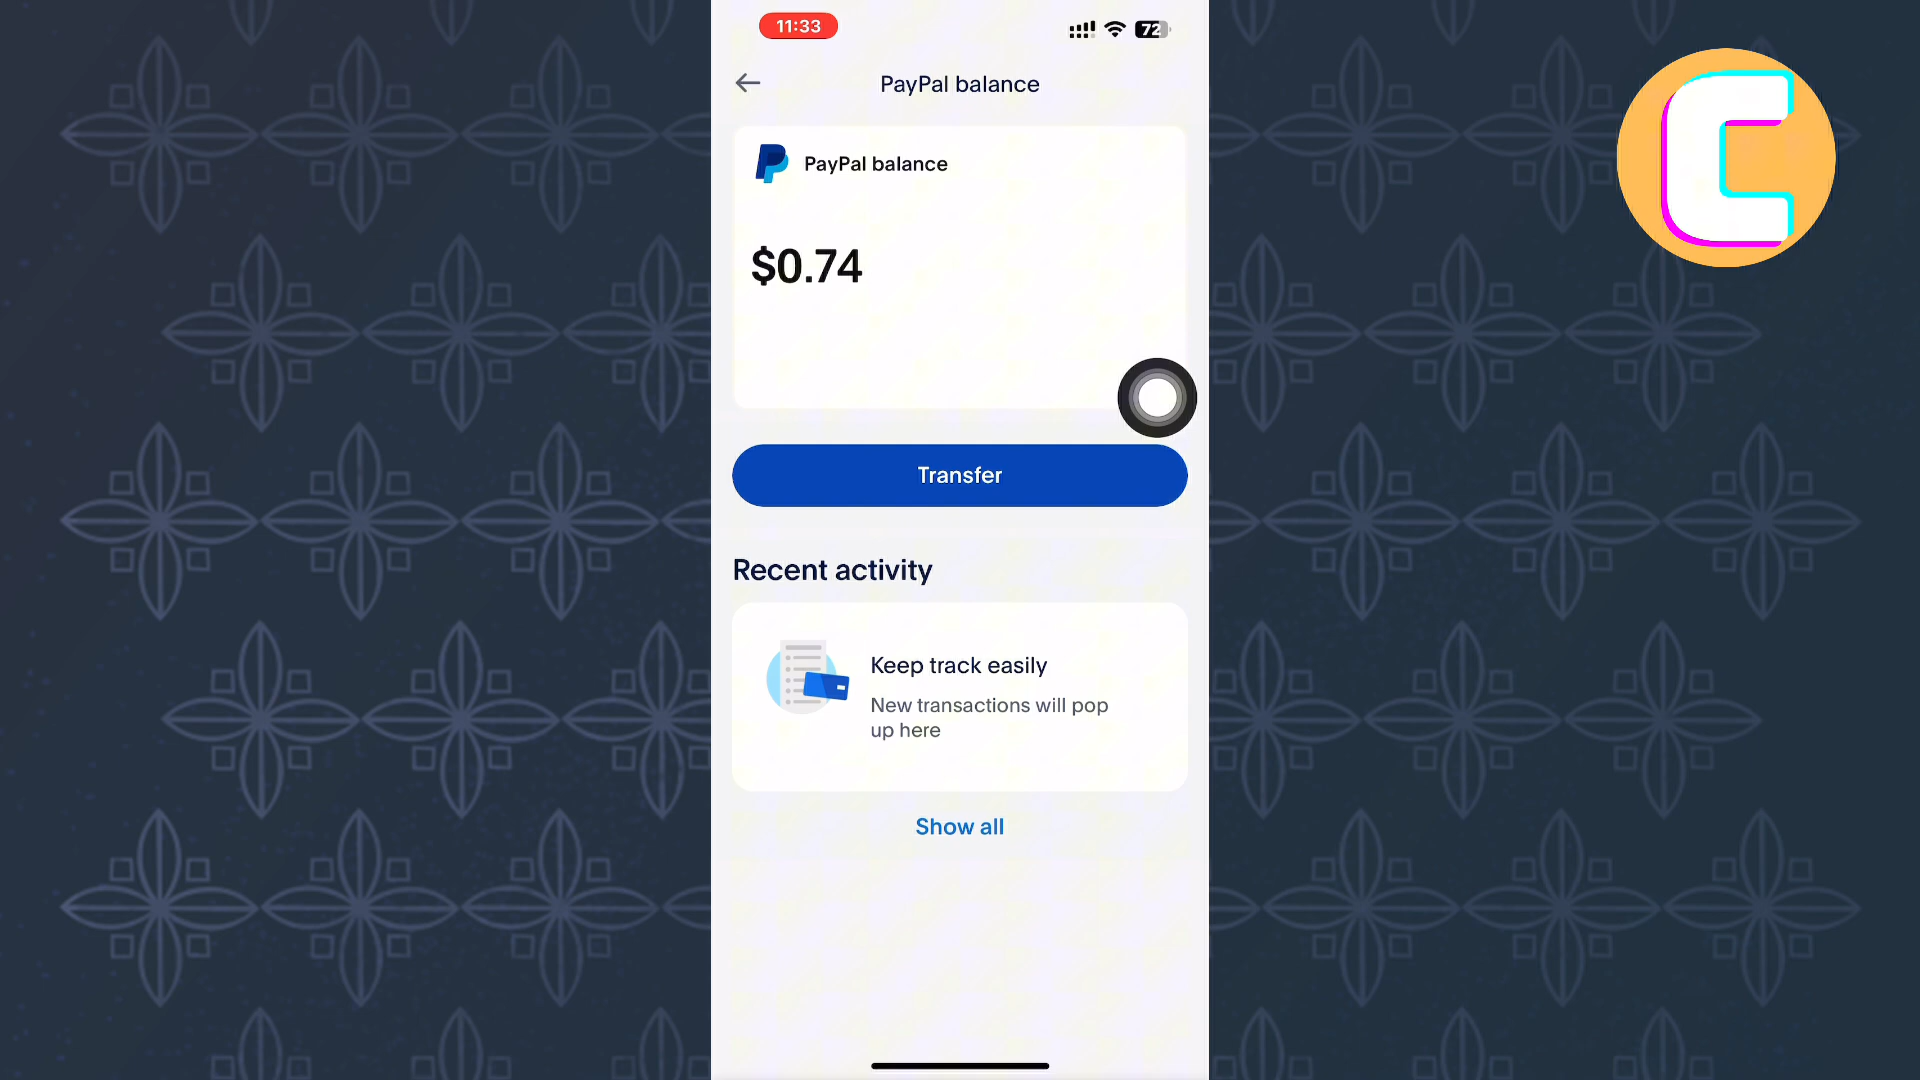 11:33
72
PayPal balance
PayPal balance
$0.74
Transfer
Recent activity
Keep track easily
New transactions will pop
up here
Show all
C